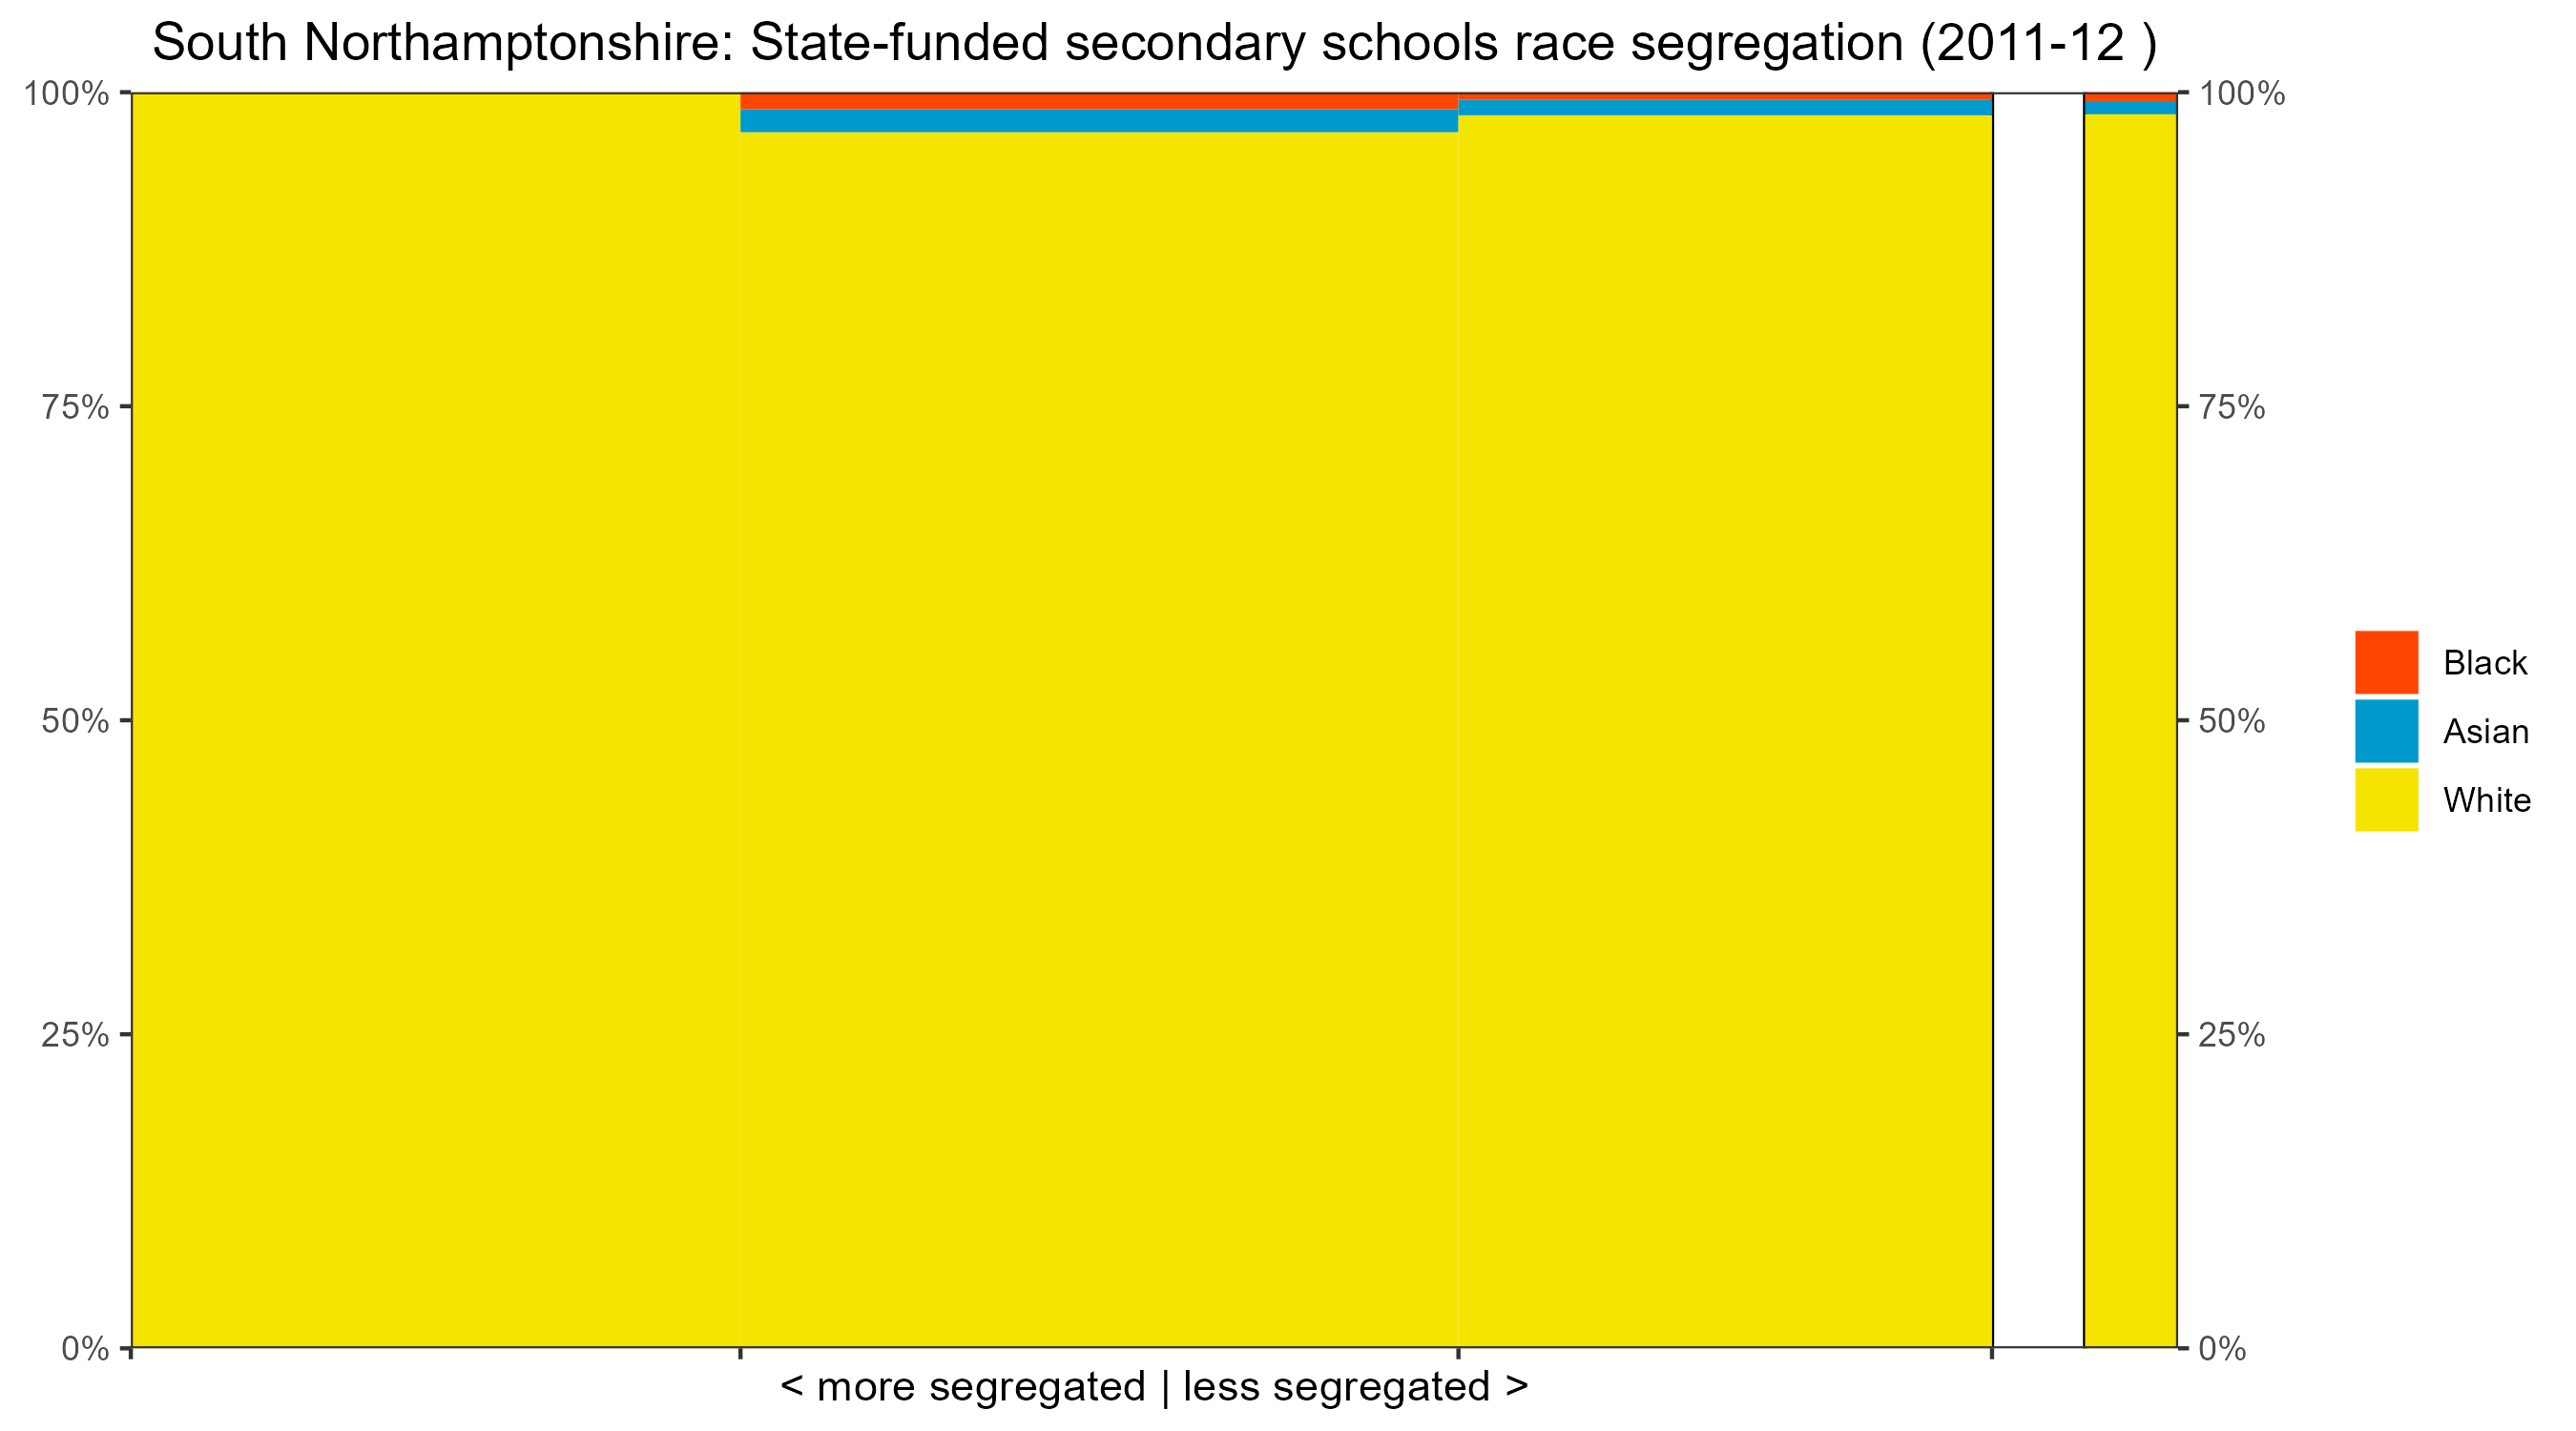 South Northamptonshire: State-funded secondary schools race segregation (2011-12 )
100%
75%
50%
25%
0%
100%
75%
50%
25%
0%
Black
Asian
White
< more segregated | less segregated >